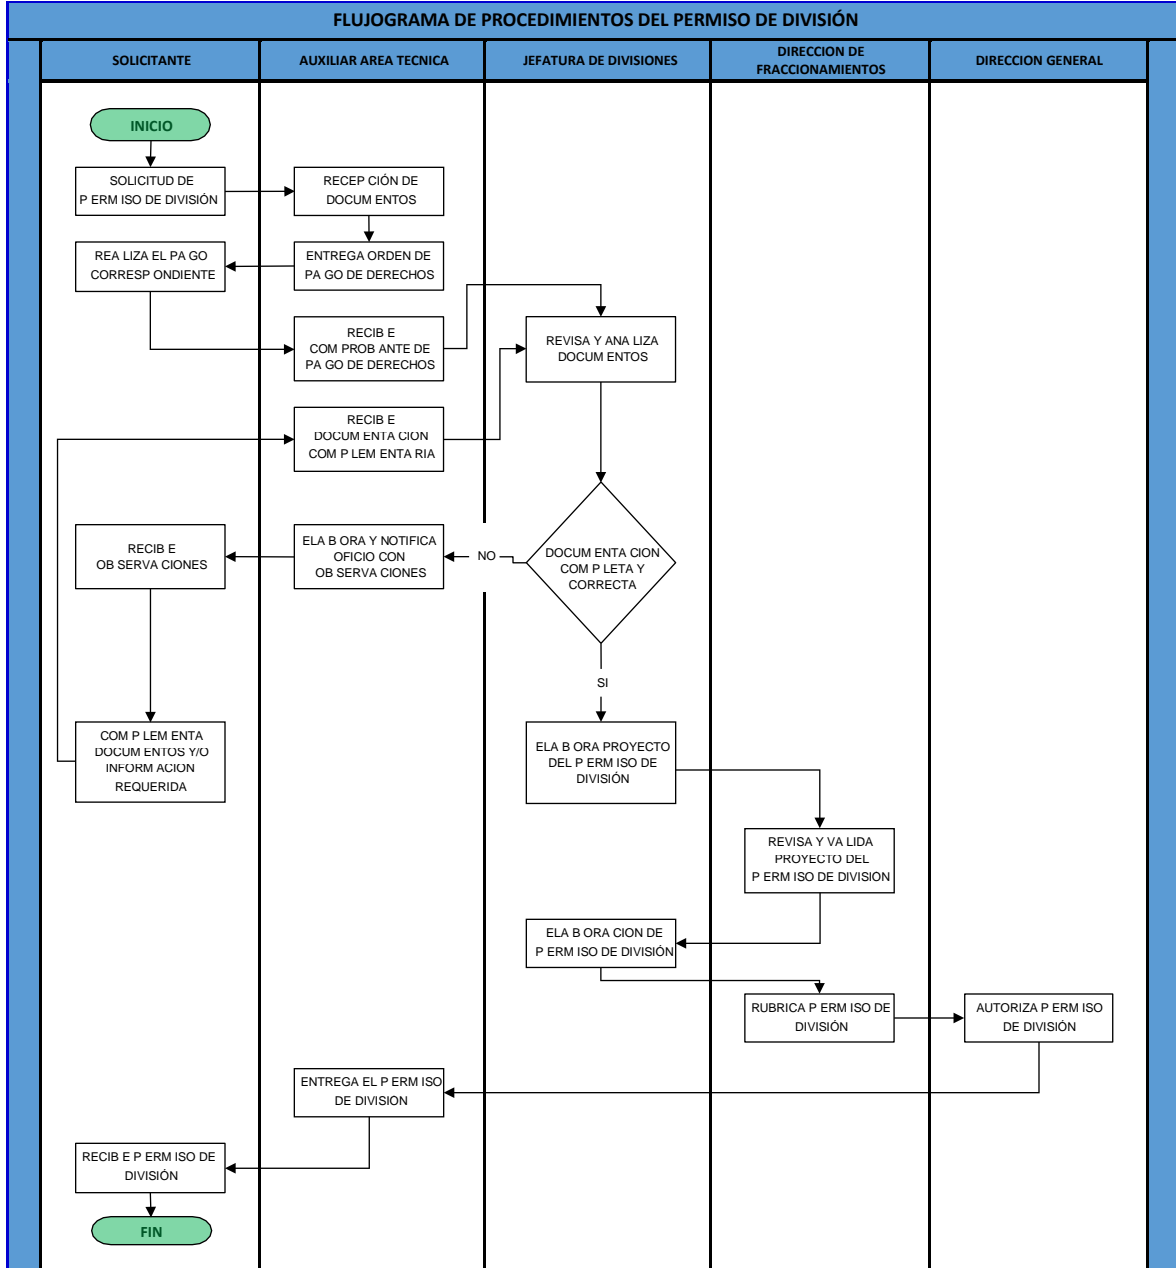 FLUJOGRAMA DE PROCEDIMIENTOS DEL PERMISO DE DIVISIÓN
SOLICITANTE
AUXILIAR AREA TECNICA
JEFATURA DE DIVISIONES
DIRECCION DE
FRACCIONAMIENTOS
DIRECCION GENERAL
INICIO
SOLICITUD DE
P ERM ISO DE DIVISIÓN
RECEP CIÓN DE
DOCUM ENTOS
REA LIZA EL PA GO
CORRESP ONDIENTE
ENTREGA ORDEN DE
PA GO DE DERECHOS
RECIB E
COM PROB ANTE DE
PA GO DE DERECHOS
REVISA Y ANA LIZA
DOCUM ENTOS
RECIB E
DOCUM ENTA CION
COM P LEM ENTA RIA
RECIB E
OB SERVA CIONES
ELA B ORA Y NOTIFICA
OFICIO CON
OB SERVA CIONES
NO
DOCUM ENTA CION
COM P LETA Y
CORRECTA
SI
COM P LEM ENTA
DOCUM ENTOS Y/O
INFORM ACION
REQUERIDA
ELA B ORA PROYECTO
DEL P ERM ISO DE
DIVISIÓN
REVISA Y VA LIDA
PROYECTO DEL
P ERM ISO DE DIVISIÓN
ELA B ORA CION DE
P ERM ISO DE DIVISIÓN
RUBRICA P ERM ISO DE
DIVISIÓN
AUTORIZA P ERM ISO
DE DIVISIÓN
ENTREGA EL P ERM ISO
DE DIVISIÓN
RECIB E P ERM ISO DE
DIVISIÓN
FIN